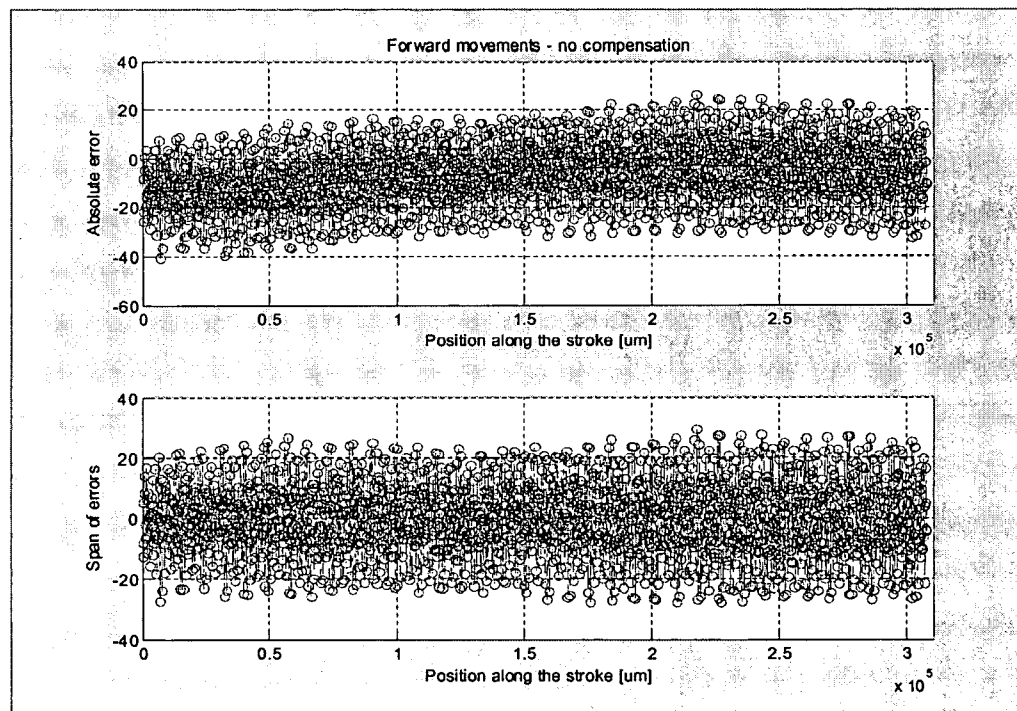 Forward movements - no compensation
40
20
0
-20
-40
-60
Absolute error
0 0.5 1 1.5 2 2.5 3
Position along the stroke [um]
x 10 5
40
20
0
-20
-40
Span of errors
0 0.5 1 1.5 2 2.5 3
Position along the stroke [um]
x 10 5